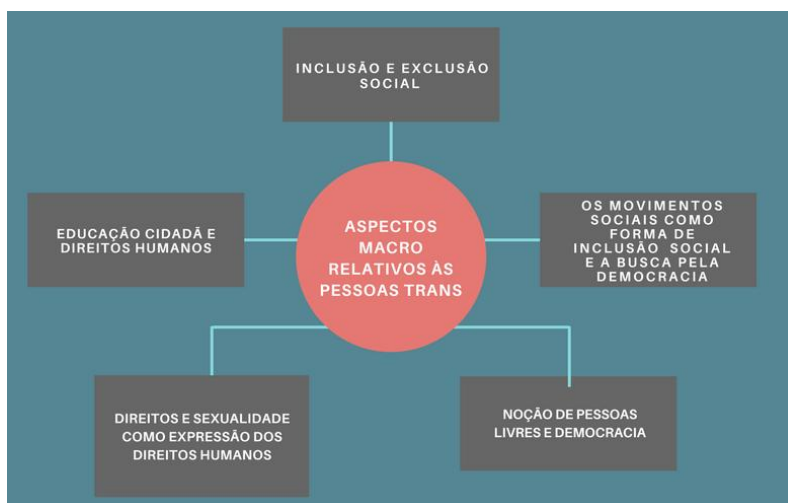 INCLUSÃO E EXCLUSÃO
SOCIAL
EDUCAÇÃO CIDADÃ E
DIREITOS HUMANOS
ASPECTOS
MACRO
RELATIVOS ÀS
PESSOAS TRANS
OS MOVIMENTOS
SOCIAIS COMO
FORMA DE
INCLUSÃO SOCIAL
E A BUSCA PELA
DEMOCRACIA
DIREITOS E SEXUALIDADE
COMO EXPRESSÃO DOS
DIREITOS HUMANOS
NOÇÃO DE PESSOAS
LIVRES E DEMOCRACIA